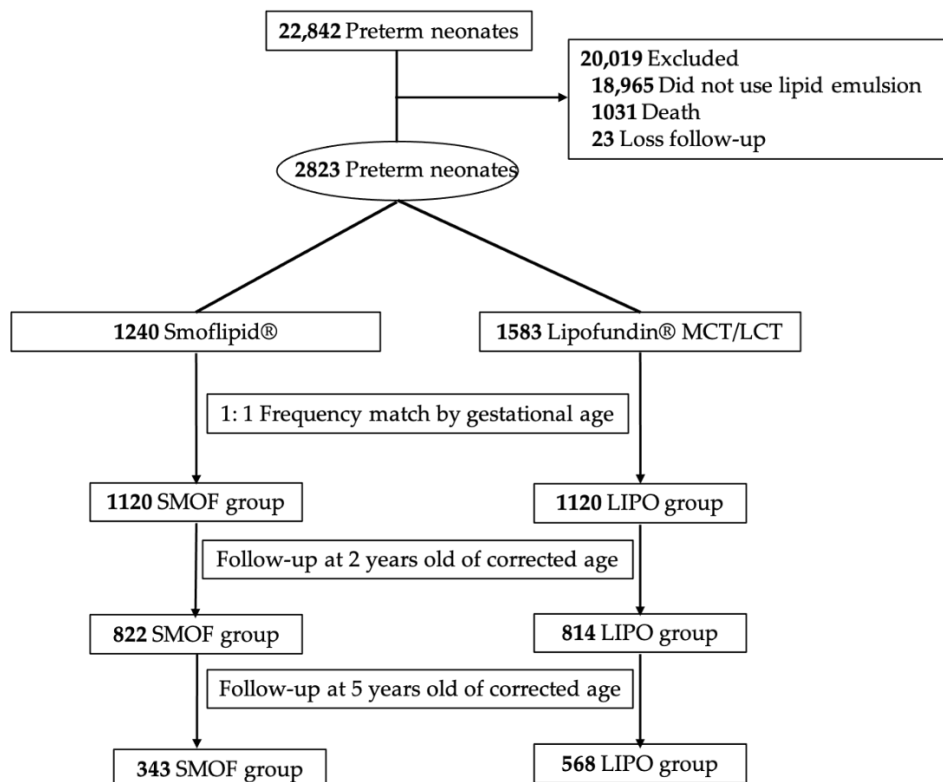 22,842 Preterm neonates
20,019 Excluded
18,965 Did not use lipid emulsion
1031 Death
23 Loss follow-up
2823 Preterm neonates
1240 Smoflipid®
1583 Lipofundin® MCT/LCT
1: 1 Frequency match by gestational age
1120 SMOF group
1120 LIPO group
Follow-up at 2 years old of corrected age
822 SMOF group
814 LIPO group
Follow-up at 5 years old of corrected age
343 SMOF group
568 LIPO group